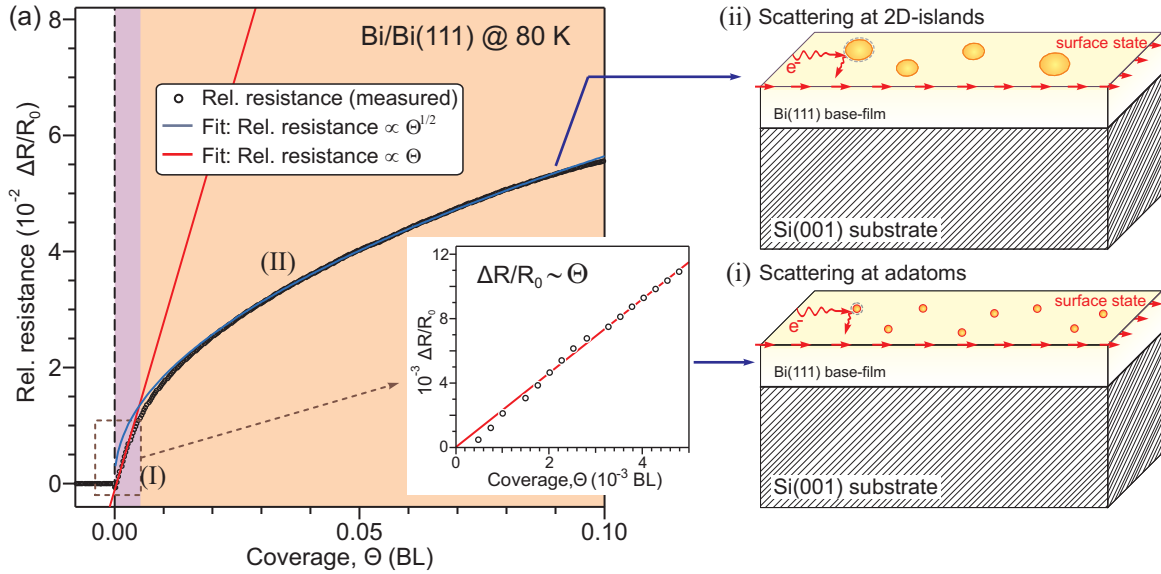 (a)
Bi/Bi(111) @ 80 K
Rel. resistance (measured)
Fit: Rel. resistance ∝ Θ^1/2
Fit: Rel. resistance ∝ Θ
Rel. resistance (10⁻² ΔR/R₀)
8
6
4
2
0
(I)
(II)
0.00
0.05
0.10
Coverage, Θ (BL)
ΔR/R₀ ~ Θ
10⁻³ ΔR/R₀
12
8
4
0
0
2
4
Coverage,Θ (10⁻³ BL)
(ii) Scattering at 2D-islands
surface state
e⁻
Bi(111) base-film
Si(001) substrate
(i) Scattering at adatoms
surface state
e⁻
Bi(111) base-film
Si(001) substrate